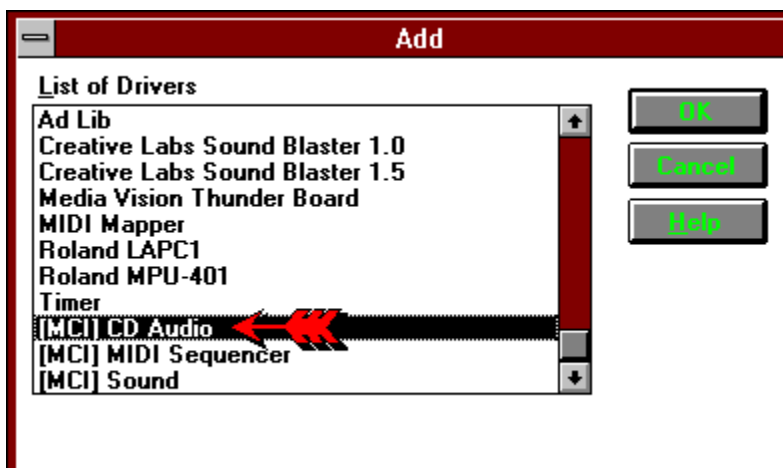 Add
List of Drivers
Ad Lib
Creative Labs Sound Blaster 1.0
Creative Labs Sound Blaster 1.5
Media Vision Thunder Board
MIDI Mapper
Roland LAPC1
Roland MPU-401
Timer
[MCI] CD Audio
[MCI] MIDI Sequencer
[MCI] Sound
OK
Cancel
Help